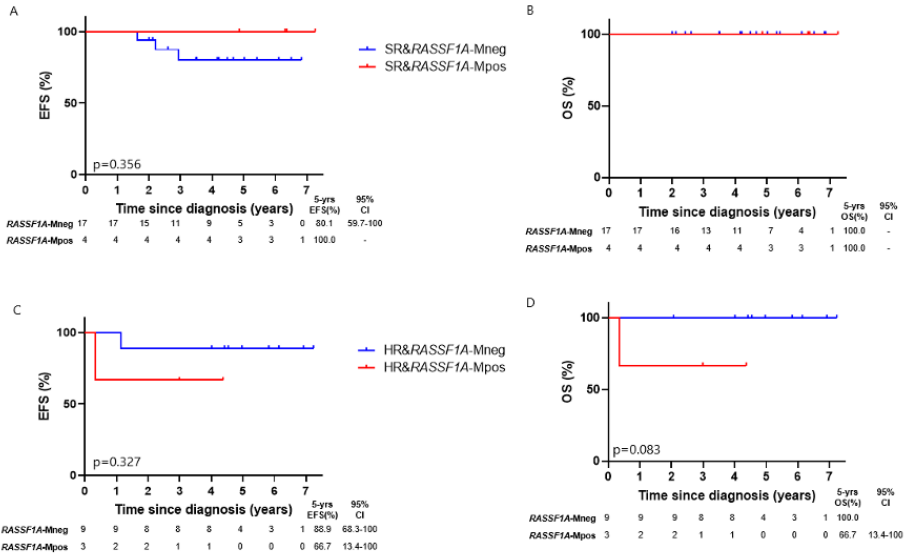 A
EFS (%)
100
50
0
SR&RASSF1A-Mneg
SR&RASSF1A-Mpos
p=0.356
0 1 2 3 4 5 6 7
Time since diagnosis (years)
5-yrs EFS(%) 95% CI
RASSF1A-Mneg 17 17 15 11 9 5 3 0 80.1 59.7-100
RASSF1A-Mpos 4 4 4 4 4 3 3 1 100.0 -
B
OS (%)
100
50
0
0 1 2 3 4 5 6 7
Time since diagnosis (years)
5-yrs OS(%) 95% CI
RASSF1A-Mneg 17 17 16 13 11 7 4 1 100.0 -
RASSF1A-Mpos 4 4 4 4 4 3 3 1 100.0 -
C
EFS (%)
100
50
0
HR&RASSF1A-Mneg
HR&RASSF1A-Mpos
p=0.327
0 1 2 3 4 5 6 7
Time since diagnosis (years)
5-yrs EFS(%) 95% CI
RASSF1A-Mneg 9 9 8 8 8 4 3 1 88.9 68.3-100
RASSF1A-Mpos 3 2 2 1 1 0 0 0 66.7 13.4-100
D
OS (%)
100
50
0
p=0.083
0 1 2 3 4 5 6 7
Time since diagnosis (years)
5-yrs OS(%) 95% CI
RASSF1A-Mneg 9 9 9 8 8 4 3 1 100.0
RASSF1A-Mpos 3 2 2 1 1 0 0 0 66.7 13.4-100